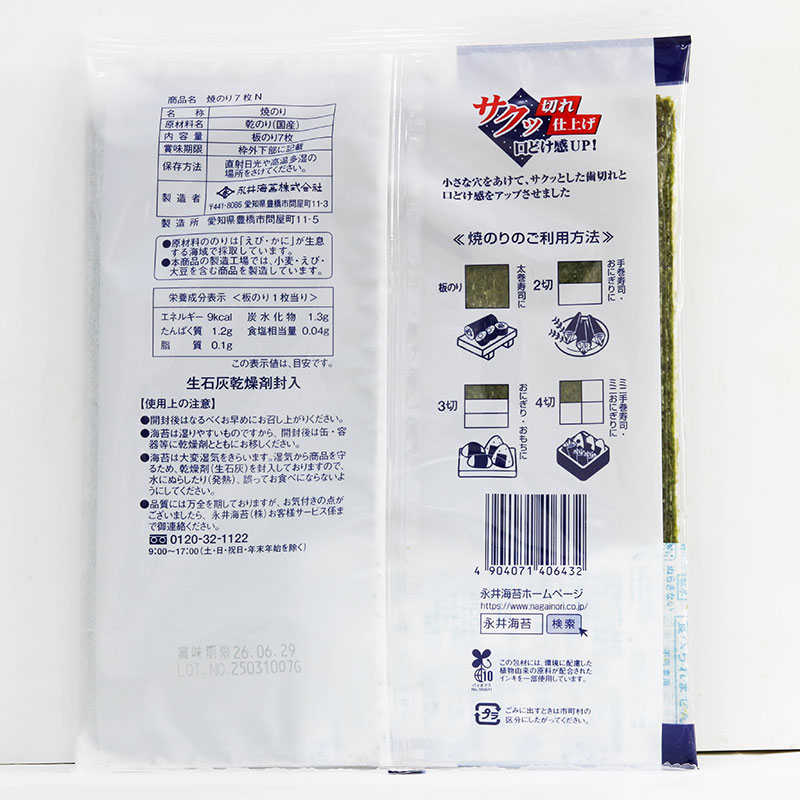 商品名 焼のり7枚N
名称 焼のり
原材料名 乾のり(国産)
内容量 板のり7枚
賞味期限 枠外下部に記載
保存方法 直射日光や高温多湿の
場所をさけてください。
製造者 永井海苔株式会社
〒441-8086 愛知県豊橋市問屋町11-3
製造所 愛知県豊橋市問屋町11-5
●原材料ののりは「えび・かに」が生息
する海域で採取しています。
●本商品の製造工場では、小麦・えび・
大豆を含む商品を製造しています。
栄養成分表示 <板のり1枚当り>
エネルギー 9kcal 炭水化物 1.3g
たんぱく質 1.2g 食塩相当量 0.04g
脂質 0.1g
この表示値は、目安です。
生石灰乾燥剤封入
【使用上の注意】
●開封後はなるべくお早めにお召し上がりください。
●海苔は湿りやすいものですから、開封後は缶・容
器等に乾燥剤とともにお移しください。
●海苔は大変湿気をきらいます。湿気から商品を守
るため、乾燥剤(生石灰)を封入しておりますので、
水にぬらしたり(発熱)、誤ってお食べにならないよ
うにしてください。
●品質には万全を期しておりますが、お気付きの点が
ございましたら、永井海苔(株)お客様サービス係ま
で御連絡ください。
0120-32-1122
9:00~17:00(土・日・祝日・年末年始を除く)
賞味期限 26.06.29
LOT.NO.25031007G
サクッ切れ
仕上げ
口どけ感UP!
小さな穴をあけて、サクッとした歯切れと
口どけ感をアップさせました
≪焼のりのご利用方法≫
板のり
太巻寿司に
2切
手巻寿司・
おにぎりに
3切
おにぎり・おもちに
4切
ミニ手巻寿司・
ミニおにぎりに
4 904071 406432
永井海苔ホームページ
https://www.nagainori.co.jp/
永井海苔 検索
10
バイオマス
この包材には、環境に配慮した
植物由来の原料が配合された
インキを一部使用しています。
プラ
ごみに出すときは市町村の
区分にしたがってください。